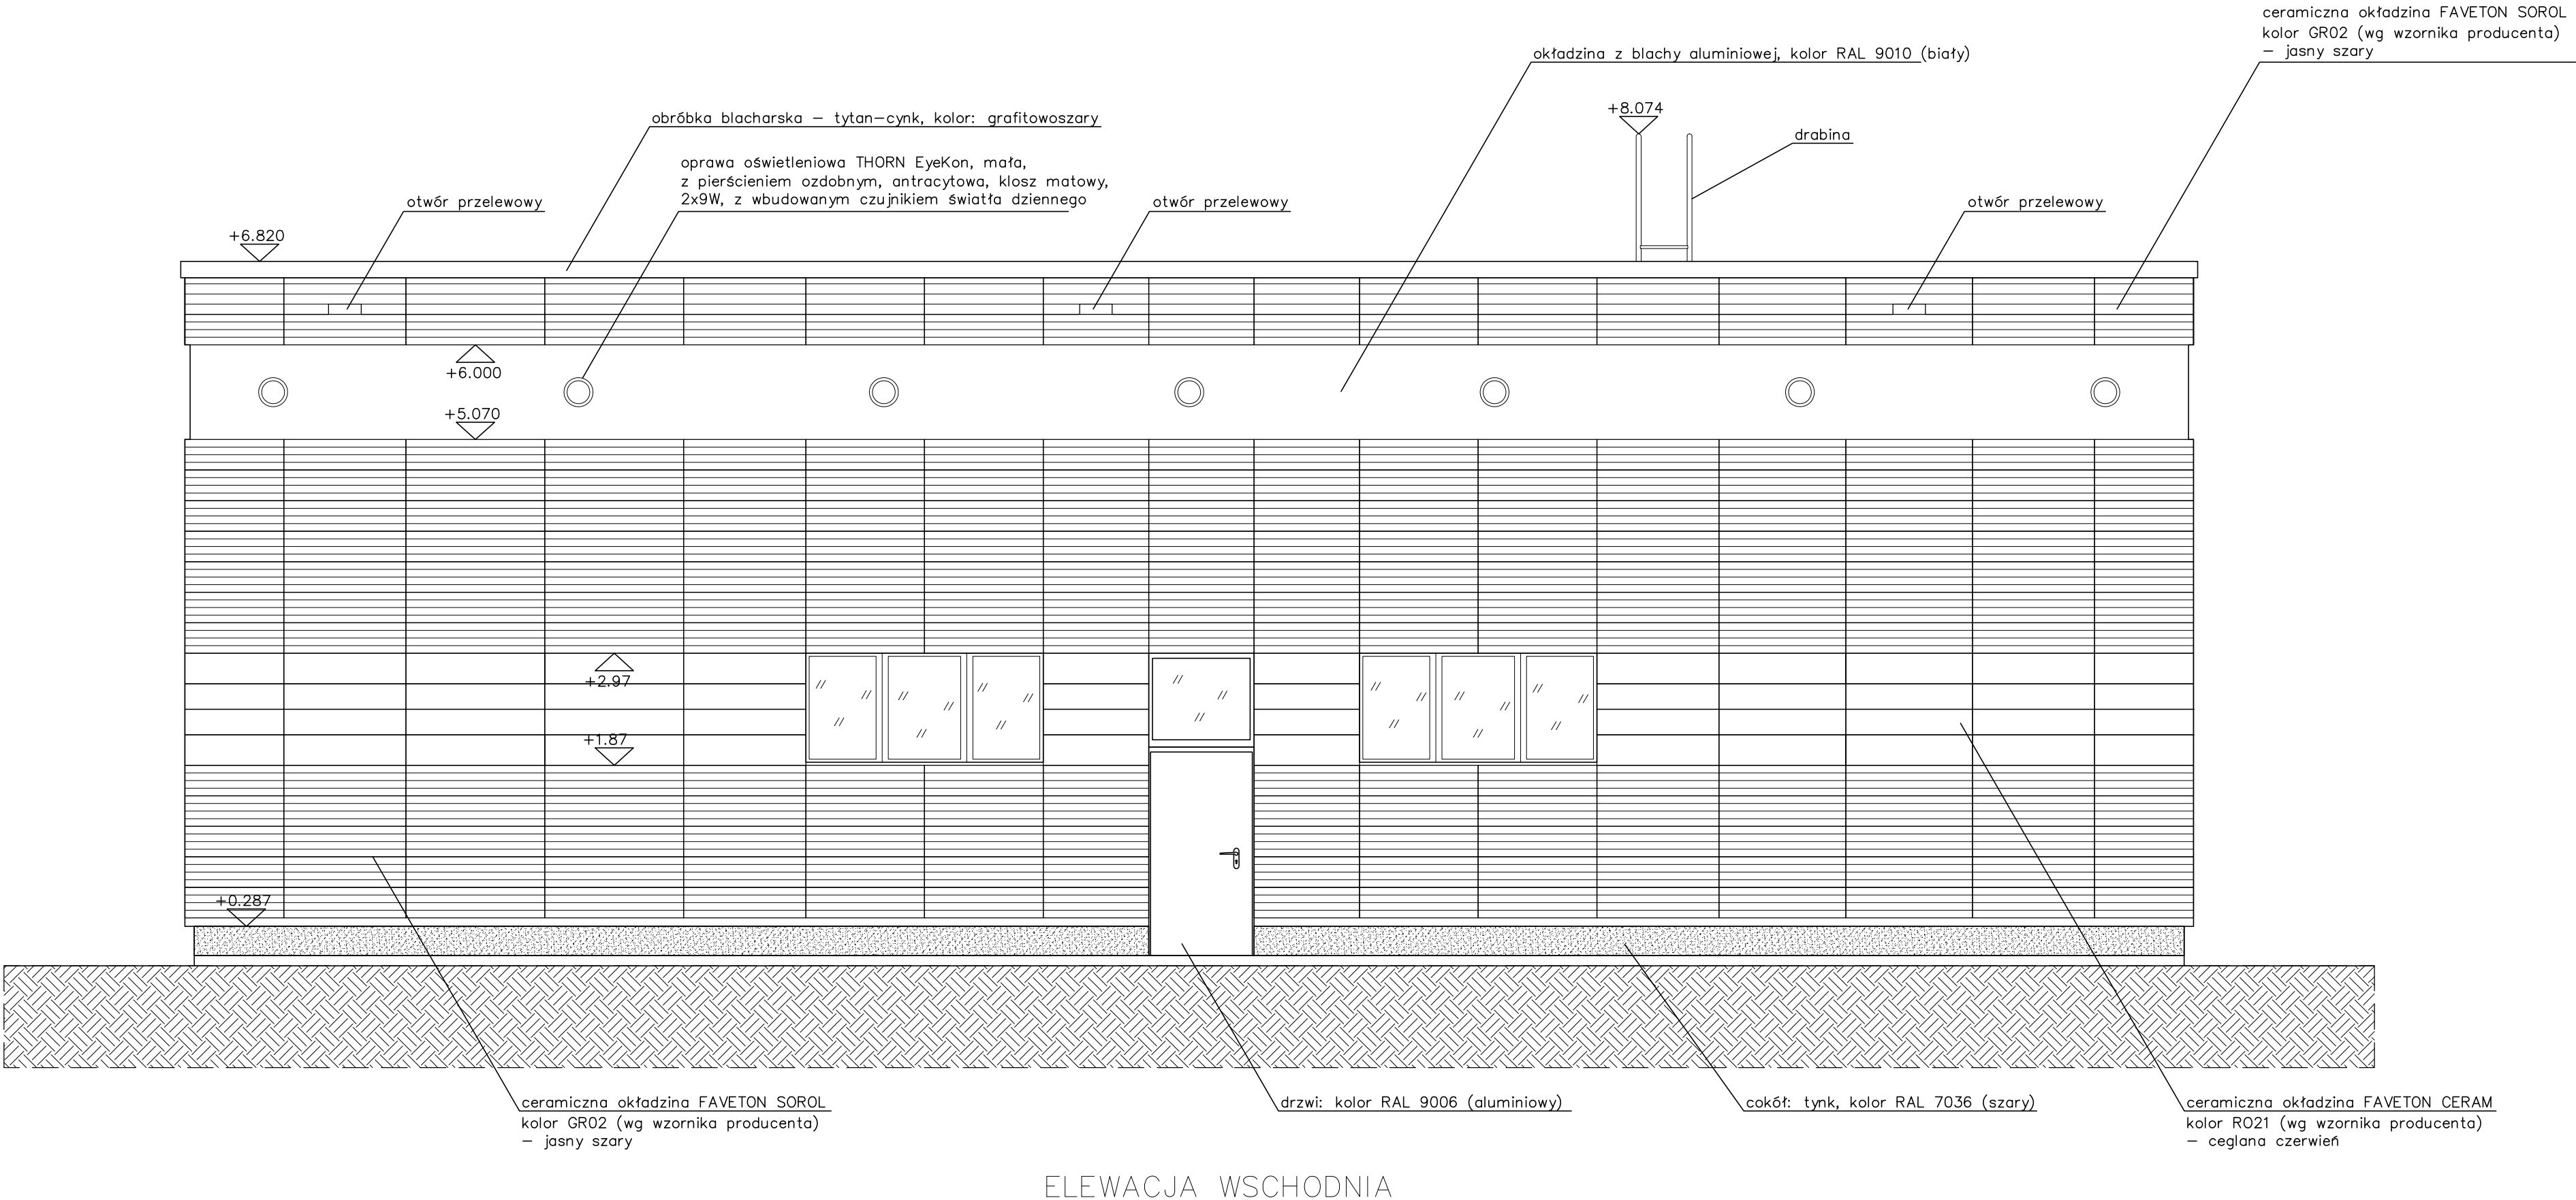 ceramiczna okładzina FAVETON SOROL
kolor GR02 (wg wzornika producenta)
– jasny szary
okładzina z blachy aluminiowej, kolor RAL 9010 (biały)
+8.074
obróbka blacharska – tytan–cynk, kolor: grafitowoszary
drabina
oprawa oświetleniowa THORN EyeKon, mała,
z pierścieniem ozdobnym, antracytowa, klosz matowy,
2x9W, z wbudowanym czujnikiem światła dziennego
otwór przelewowy
otwór przelewowy
otwór przelewowy
+6.820
+6.000
+5.070
+2.97
+1.87
+0.287
ceramiczna okładzina FAVETON SOROL
kolor GR02 (wg wzornika producenta)
– jasny szary
drzwi: kolor RAL 9006 (aluminiowy)
cokół: tynk, kolor RAL 7036 (szary)
ceramiczna okładzina FAVETON CERAM
kolor RO21 (wg wzornika producenta)
– ceglana czerwień
ELEWACJA WSCHODNIA